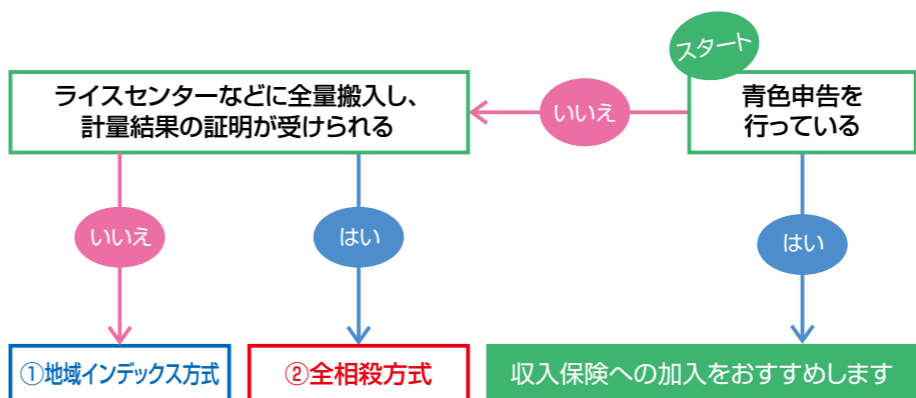 スタート
青色申告を
行っている
いいえ
はい
ライスセンターなどに全量搬入し、
計量結果の証明が受けられる
いいえ
はい
①地域インデックス方式
②全相殺方式
収入保険への加入をおすすめします